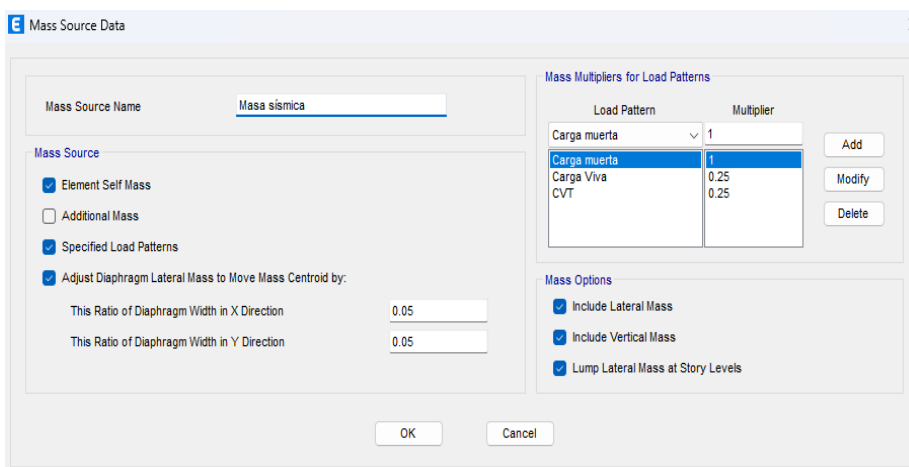 E Mass Source Data
Mass Source Name Masa sísmica
Mass Source
Element Self Mass
Additional Mass
Specified Load Patterns
Adjust Diaphragm Lateral Mass to Move Mass Centroid by:
This Ratio of Diaphragm Width in X Direction 0.05
This Ratio of Diaphragm Width in Y Direction 0.05
Mass Multipliers for Load Patterns
Load Pattern Multiplier
Carga muerta 1
Carga muerta 1
Carga Viva 0.25
CVT 0.25
Add
Modify
Delete
Mass Options
Include Lateral Mass
Include Vertical Mass
Lump Lateral Mass at Story Levels
OK Cancel